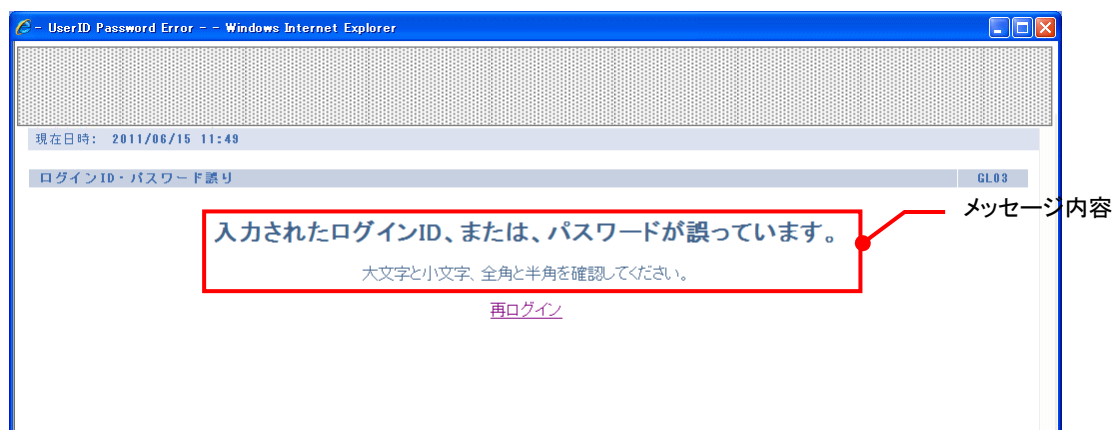 - UserID Password Error - - Windows Internet Explorer
現在日時: 2011/06/15 11:49
ログインID・パスワード誤り GL03
メッセージ内容
入力されたログインID、または、パスワードが誤っています。
大文字と小文字、全角と半角を確認してください。
再ログイン